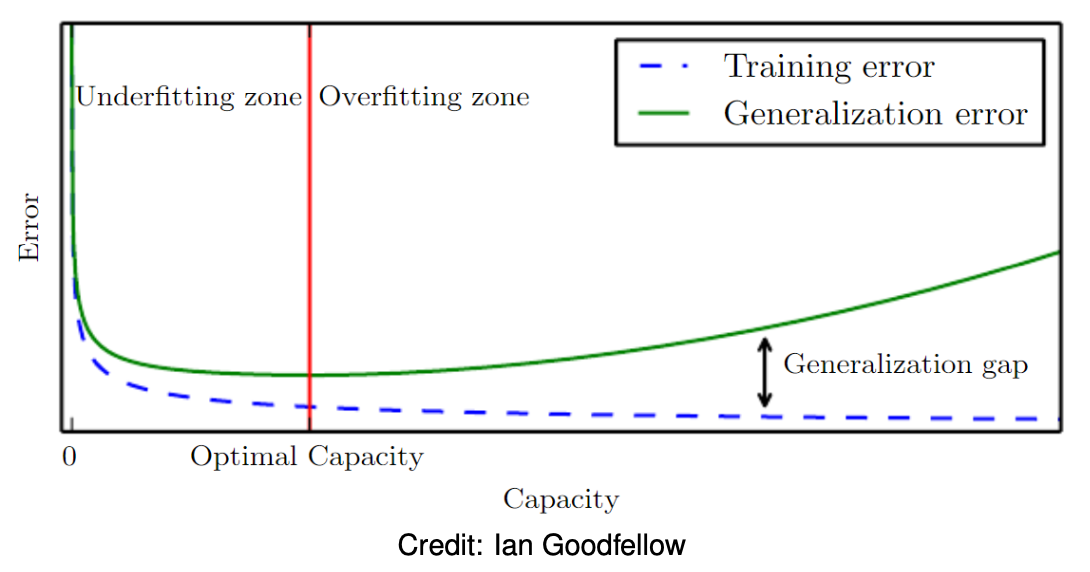 Training error
Generalization error
Underfitting zone
Overfitting zone
Error
Generalization gap
0
Optimal Capacity
Capacity
Credit: Ian Goodfellow